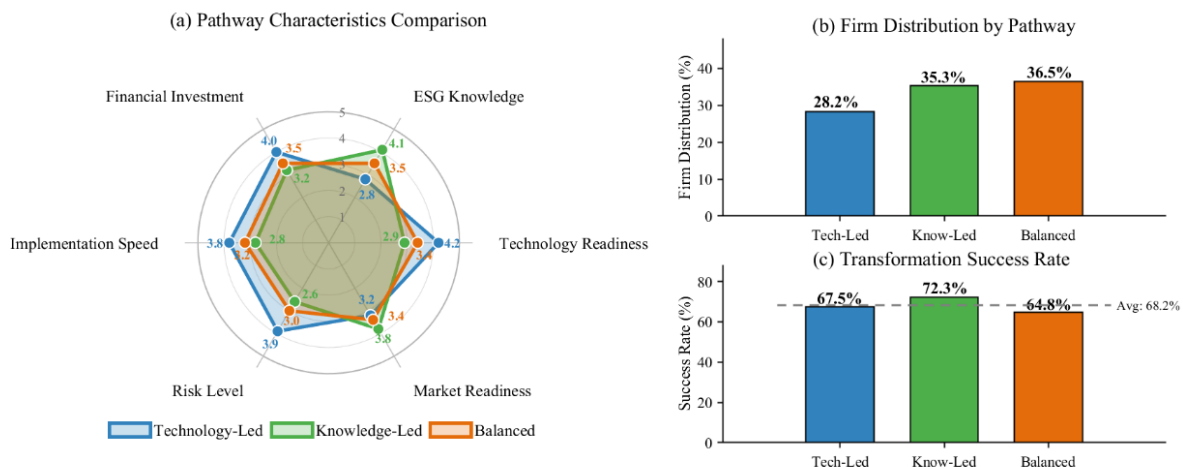 (a) Pathway Characteristics Comparison
Financial Investment
ESG Knowledge
5
4.0
4
4.1
3.5
3.5
3.2
2.8
2
1
Implementation Speed
3.8
3.2
2.8
2.9
3.4
4.2
Technology Readiness
2.6
3.2
3.0
3.4
3.9
3.8
Risk Level
Market Readiness
Technology-Led
Knowledge-Led
Balanced
(b) Firm Distribution by Pathway
Firm Distribution (%)
40
30
20
10
0
28.2%
35.3%
36.5%
Tech-Led
Know-Led
Balanced
(c) Transformation Success Rate
Success Rate (%)
80
60
40
20
0
67.5%
72.3%
64.8%
Avg: 68.2%
Tech-Led
Know-Led
Balanced